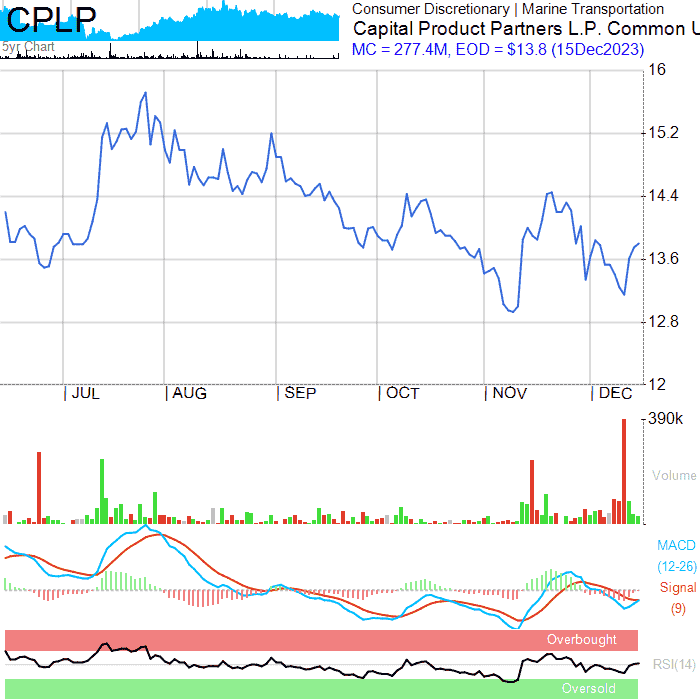 CPLP
5yr Chart
Consumer Discretionary | Marine Transportation
Capital Product Partners L.P. Common U
MC = 277.4M, EOD = $13.8 (15Dec2023)
16
15.2
14.4
13.6
12.8
12
JUL AUG SEP OCT NOV DEC
390k
Volume
MACD
(12-26)
Signal
(9)
Overbought
RSI(14)
Oversold